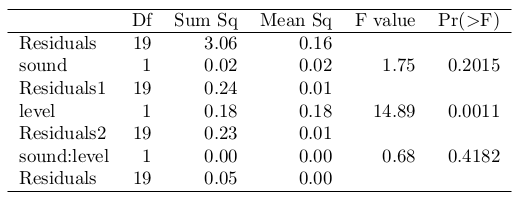 Df Sum Sq Mean Sq F value Pr(>F)
Residuals 19 3.06 0.16
sound 1 0.02 0.02 1.75 0.2015
Residuals1 19 0.24 0.01
level 1 0.18 0.18 14.89 0.0011
Residuals2 19 0.23 0.01
sound:level 1 0.00 0.00 0.68 0.4182
Residuals 19 0.05 0.00